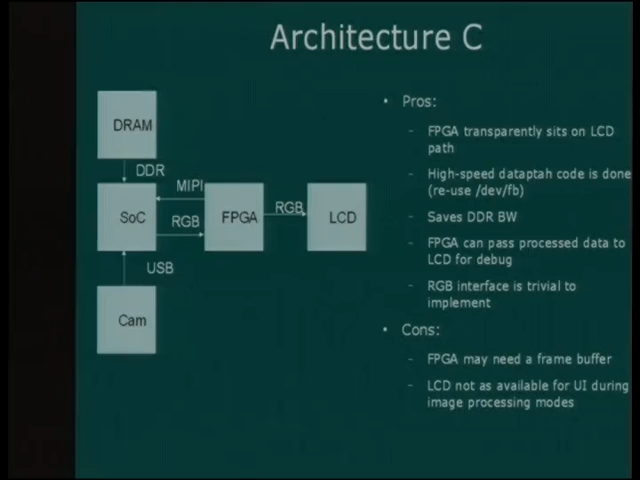 Architecture C
DRAM
DDR
MIPI
SoC
RGB
FPGA
RGB
LCD
USB
Cam
• Pros:
- FPGA transparently sits on LCD
path
- High-speed dataptah code is done
(re-use /dev/fb)
- Saves DDR BW
- FPGA can pass processed data to
LCD for debug
- RGB interface is trivial to
implement
• Cons:
- FPGA may need a frame buffer
- LCD not as available for UI during
image processing modes